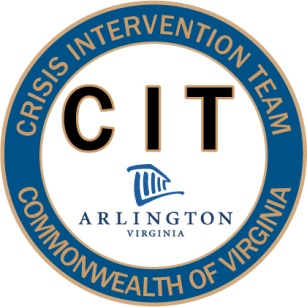 CRISIS INTERVENTION TEAM
CIT
ARLINGTON
VIRGINIA
COMMONWEALTH OF VIRGINIA